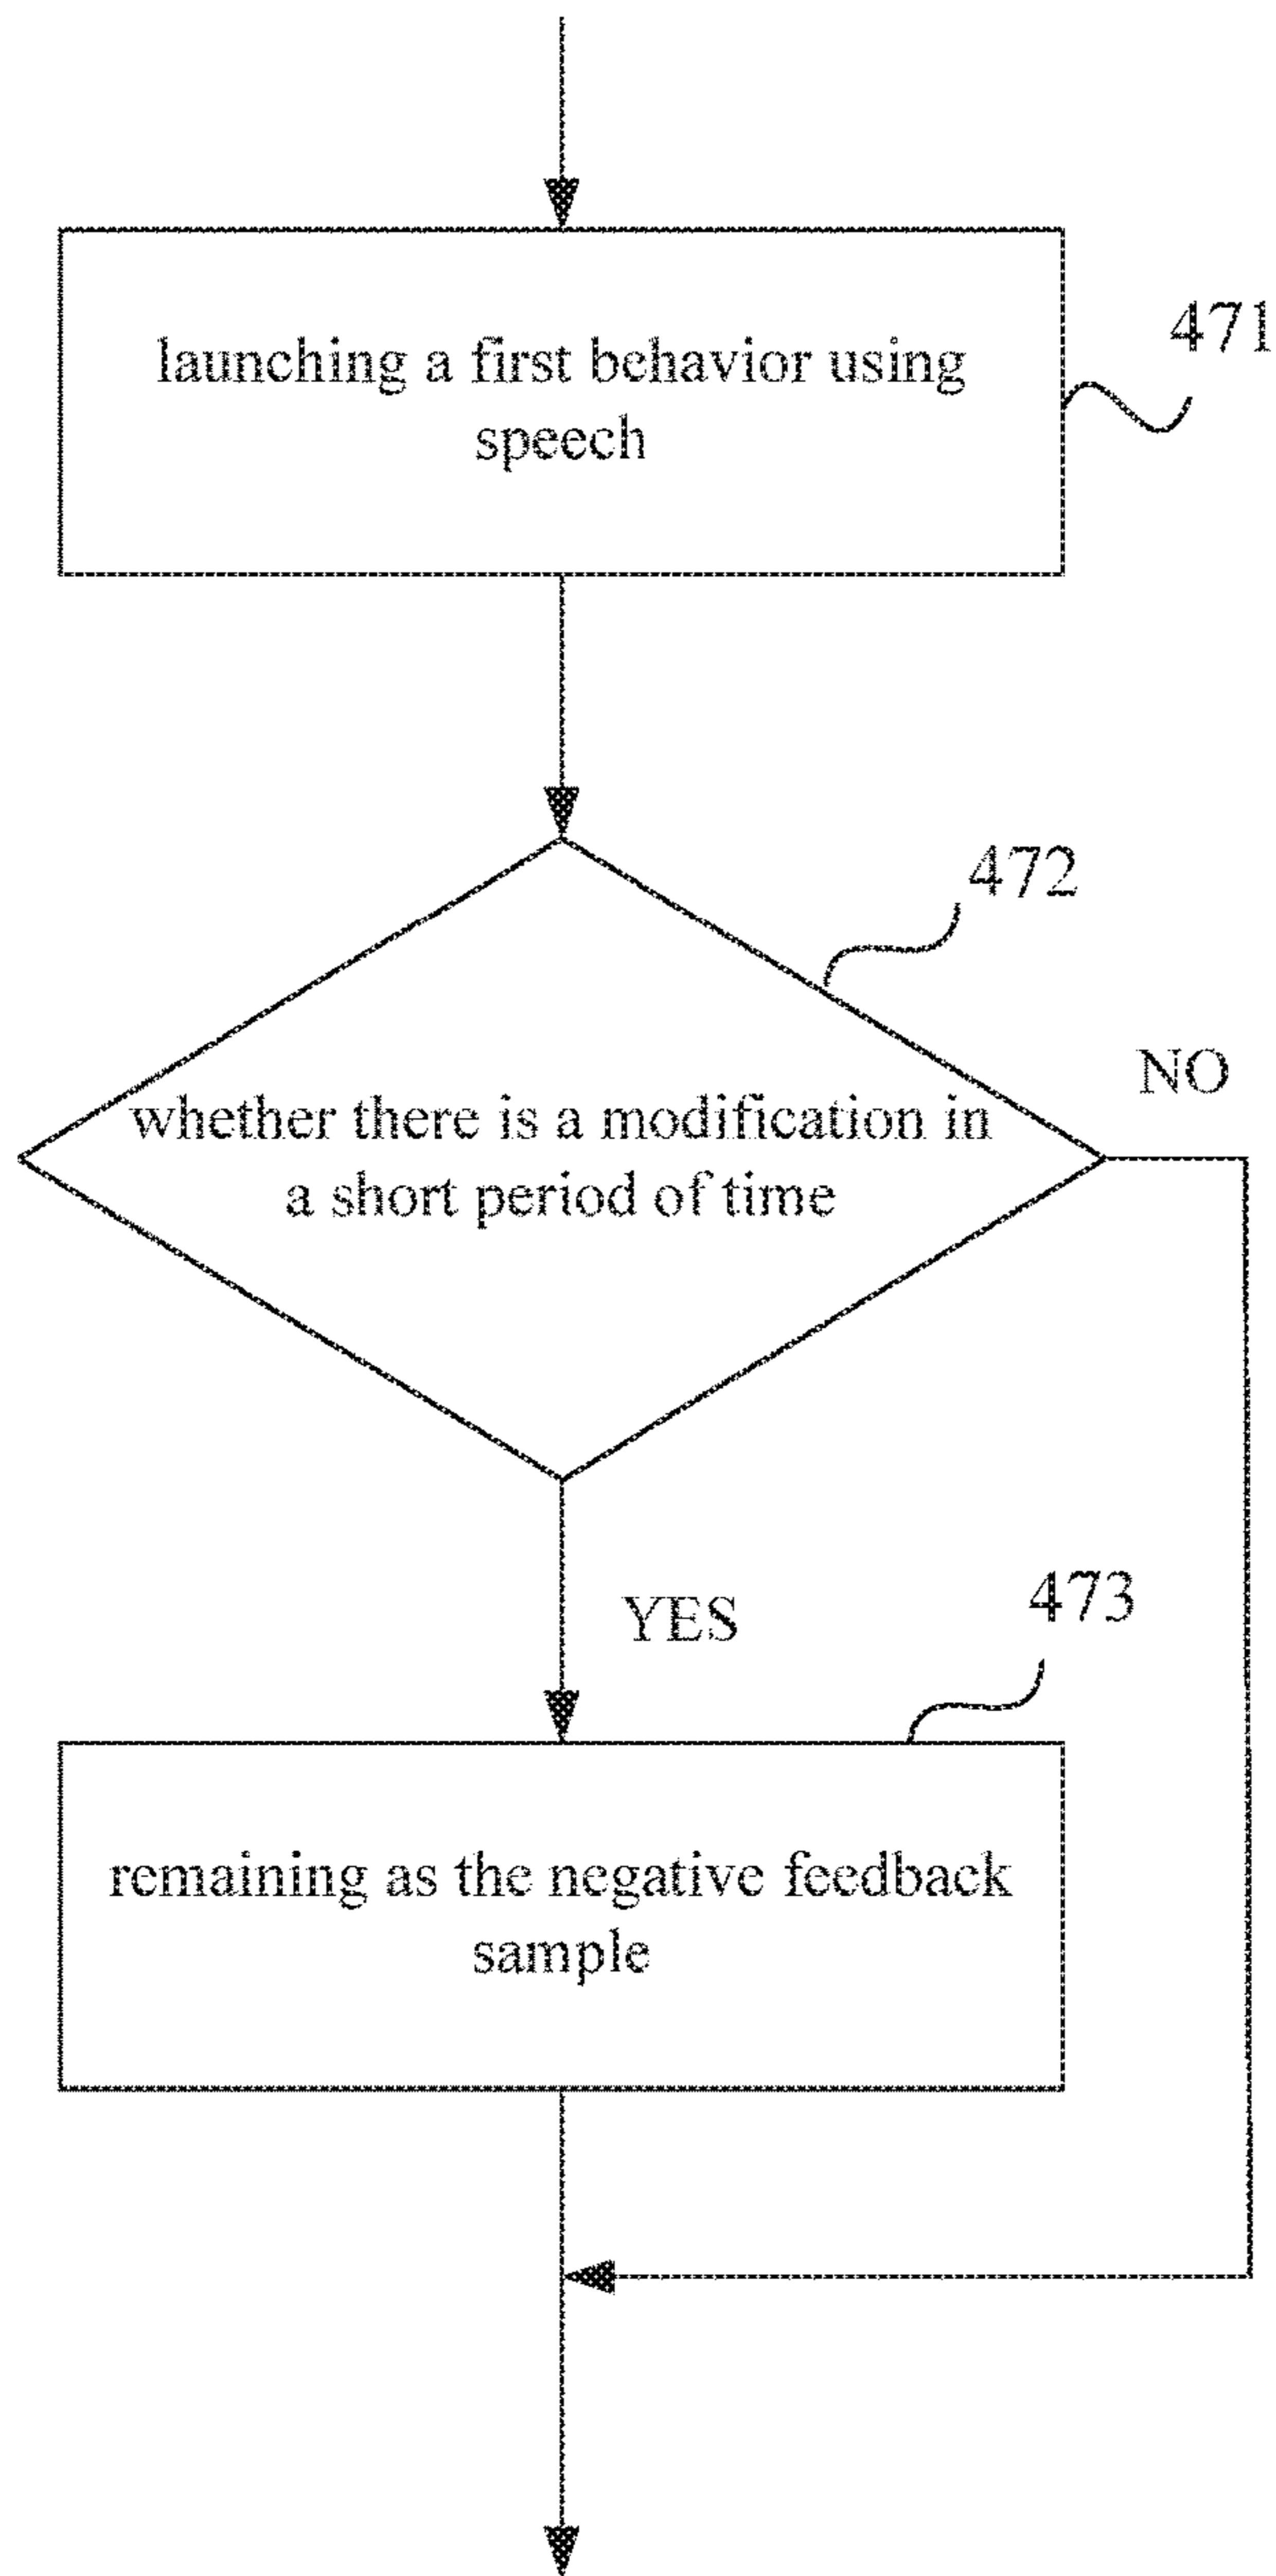 launching a first behavior using
speech
471
472
NO
whether there is a modification in
a short period of time
YES
473
remaining as the negative feedback
sample